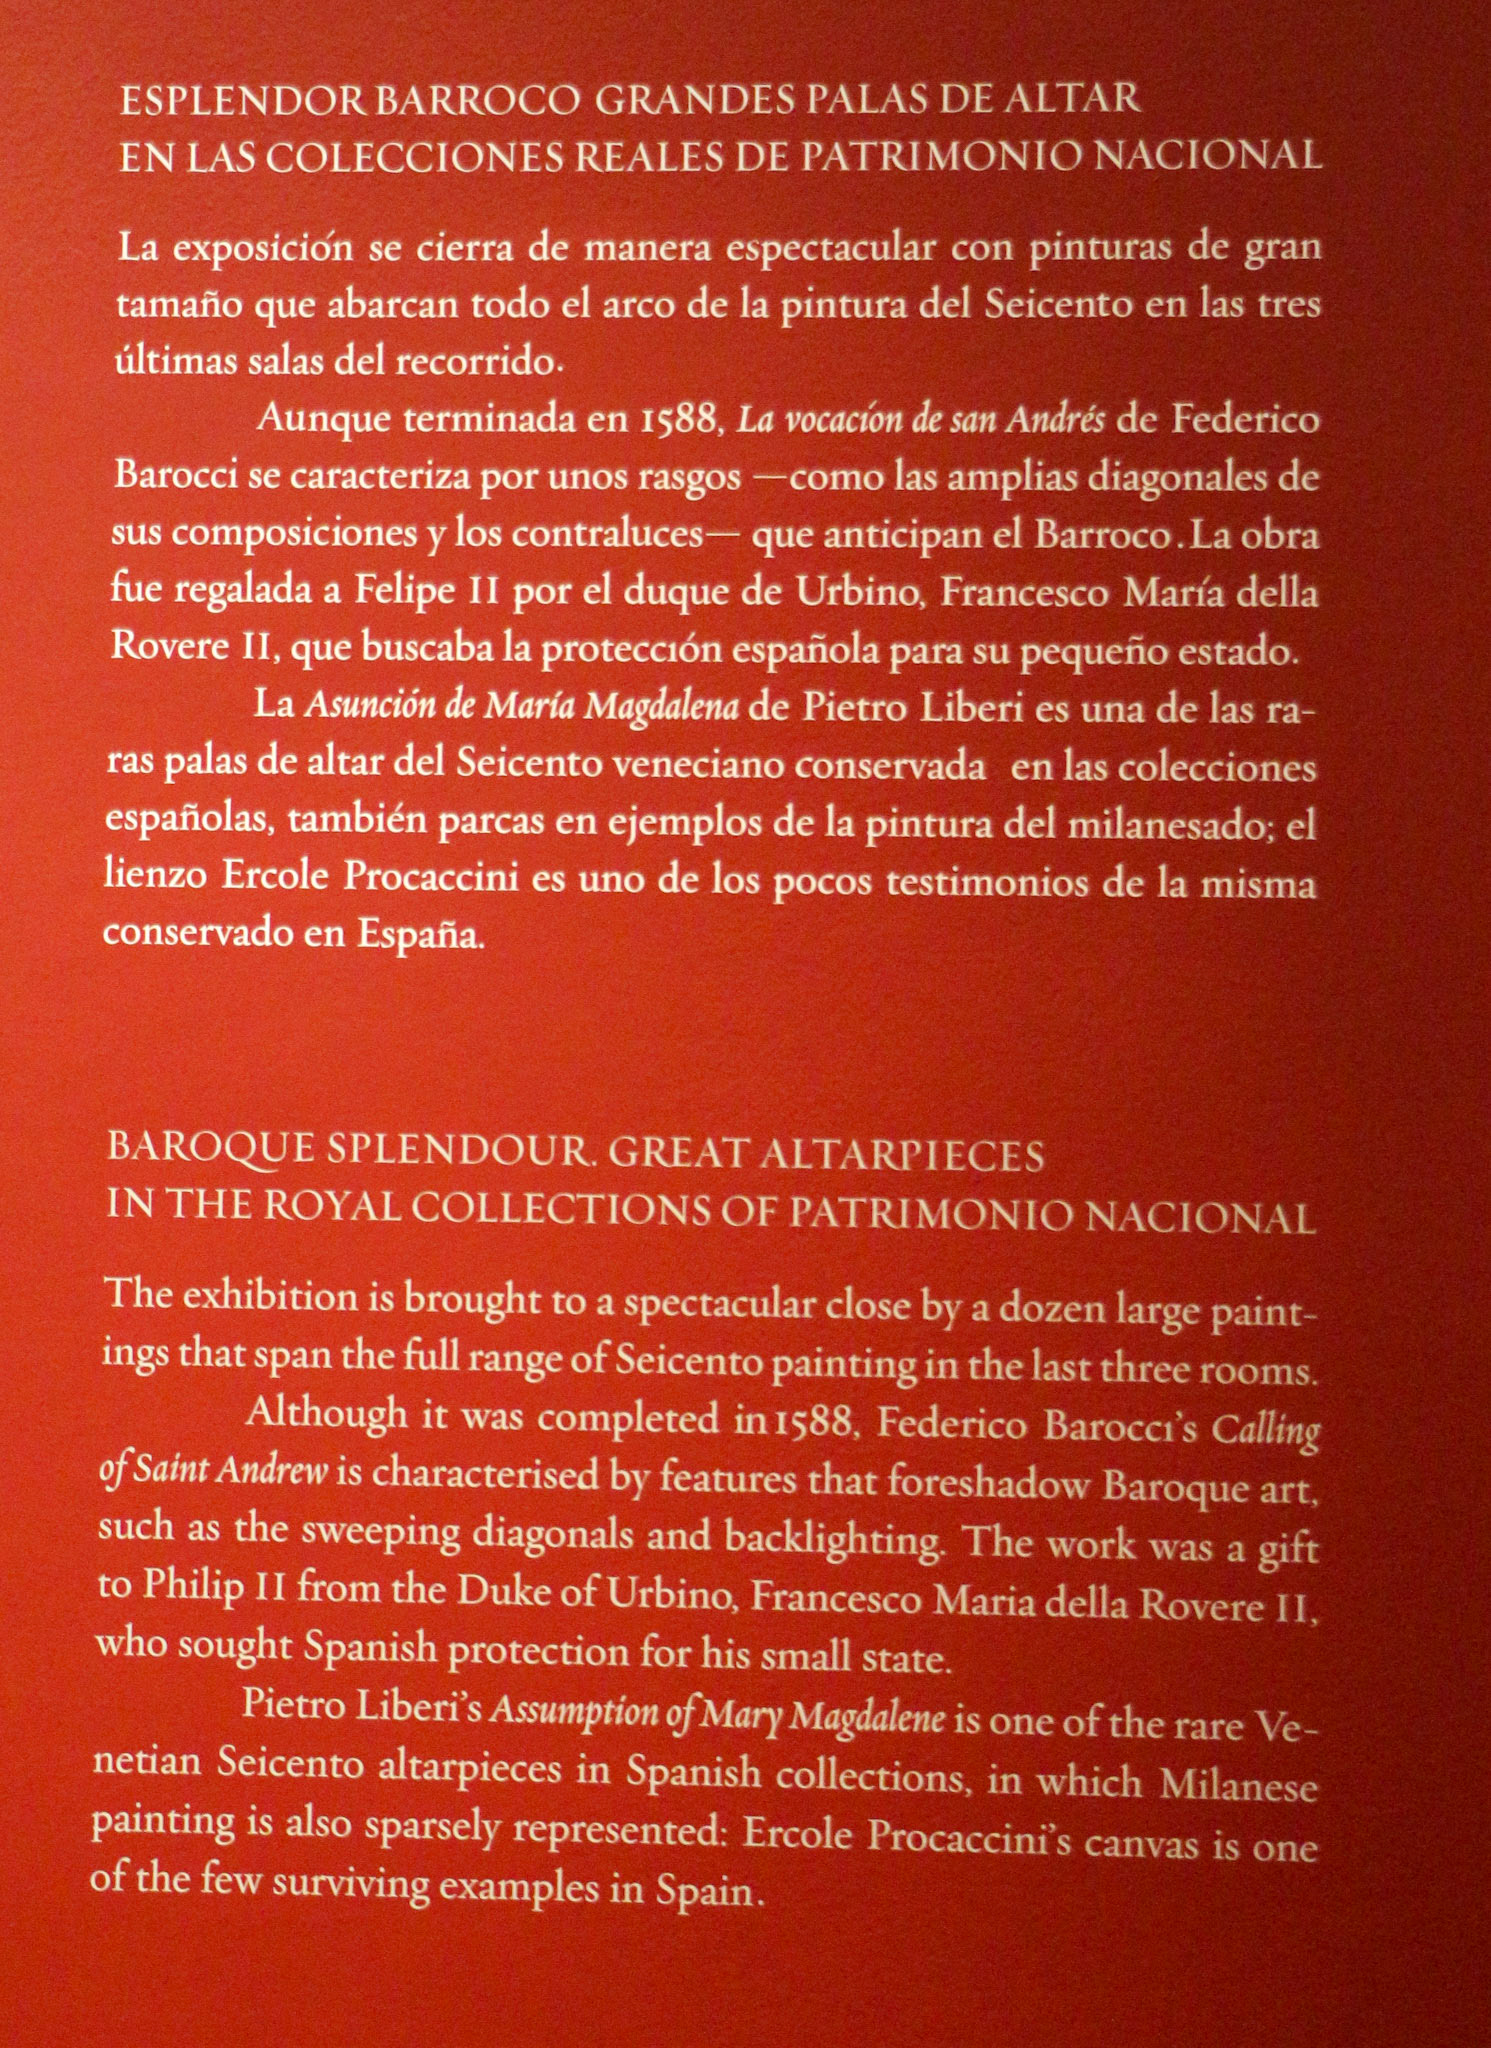 ESPLENDOR BARROCO GRANDES PALAS DE ALTAR
EN LAS COLECCIONES REALES DE PATRIMONIO NACIONAL
La exposición se cierra de manera espectacular con pinturas de gran
tamaño que abarcan todo el arco de la pintura del Seicento en las tres
últimas salas del recorrido.
Aunque terminada en 1588, La vocación de san Andrés de Federico
Barocci se caracteriza por unos rasgos —como las amplias diagonales de
sus composiciones y los contraluces— que anticipan el Barroco.La obra
fue regalada a Felipe II por el duque de Urbino, Francesco María della
Rovere II, que buscaba la protección española para su pequeño estado.
La Asunción de María Magdalena de Pietro Liberi es una de las ra-
ras palas de altar del Seicento veneciano conservada en las colecciones
españolas, también parcas en ejemplos de la pintura del milanesado; el
lienzo Ercole Procaccini es uno de los pocos testimonios de la misma
conservado en España.
BAROQUE SPLENDOUR. GREAT ALTARPIECES
IN THE ROYAL COLLECTIONS OF PATRIMONIO NACIONAL
The exhibition is brought to a spectacular close by a dozen large paint-
ings that span the full range of Seicento painting in the last three rooms.
Although it was completed in 1588, Federico Barocci's Calling
of Saint Andrew is characterised by features that foreshadow Baroque art,
such as the sweeping diagonals and backlighting. The work was a gift
to Philip II from the Duke of Urbino, Francesco Maria della Rovere II,
who sought Spanish protection for his small state.
Pietro Liberi's Assumption of Mary Magdalene is one of the rare Ve-
netian Seicento altarpieces in Spanish collections, in which Milanese
painting is also sparsely represented: Ercole Procaccini's canvas is one
of the few surviving examples in Spain.